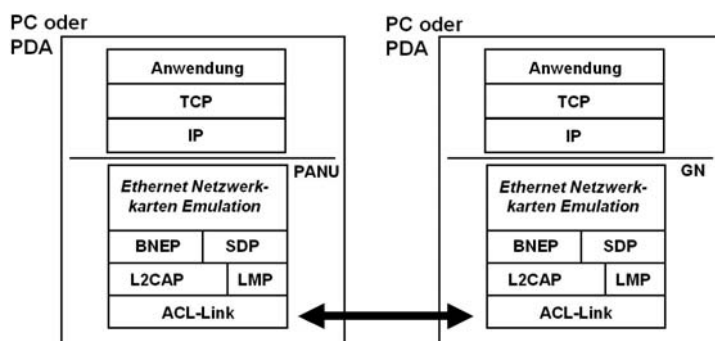 PC oder
PDA
Anwendung
TCP
IP
PANU
Ethernet Netzwerk-
karten Emulation
BNEP SDP
L2CAP LMP
ACL-Link
PC oder
PDA
Anwendung
TCP
IP
GN
Ethernet Netzwerk-
karten Emulation
BNEP SDP
L2CAP LMP
ACL-Link